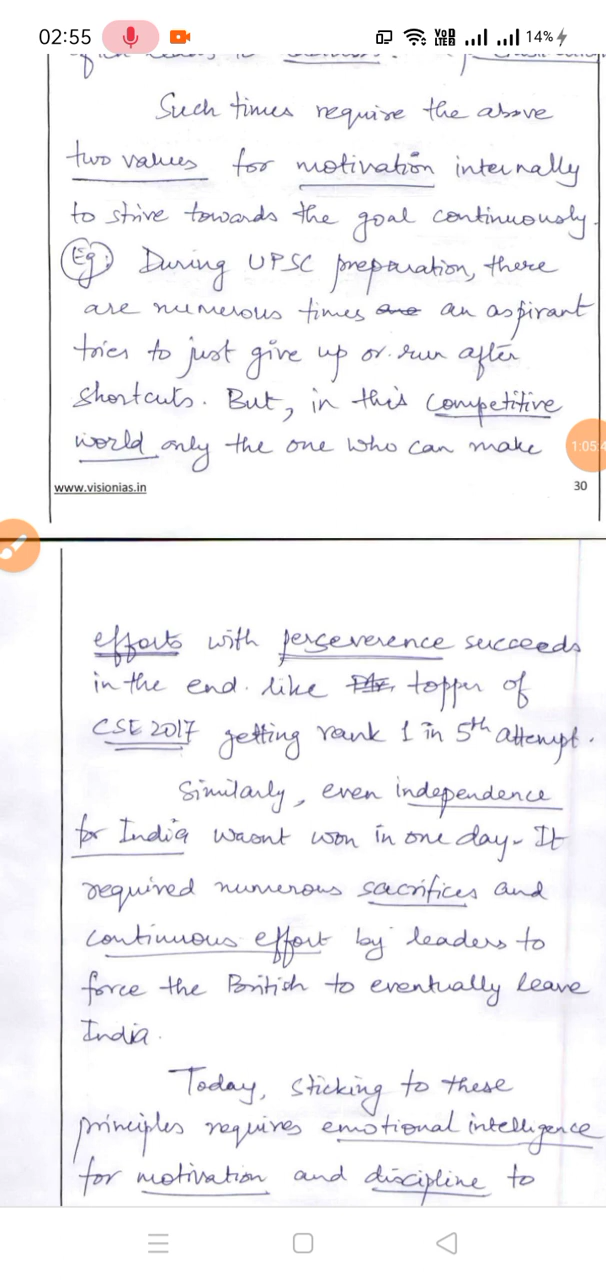 02:55
VoD LTEB 14%
Such times require the above
two values for motivation internally
to strive towards the goal continuously.
Eg) During UPSC preparation, there
are numerous times are an aspirant
tries to just give up or run after
shortcuts. But, in this competitive
world only the one who can make
1:05:4
www.visionias.in 30
efforts with perseverence succeeds
in the end. like topper of
CSE 2017 getting rank 1 in 5th attempt.
Similarly, even independence
for India wasnt won in one day. It
required numerous sacrifices and
continuous effort by leaders to
force the British to eventually leave
India.
Today, sticking to these
principles requires emotional intelligence
for motivation and discipline to